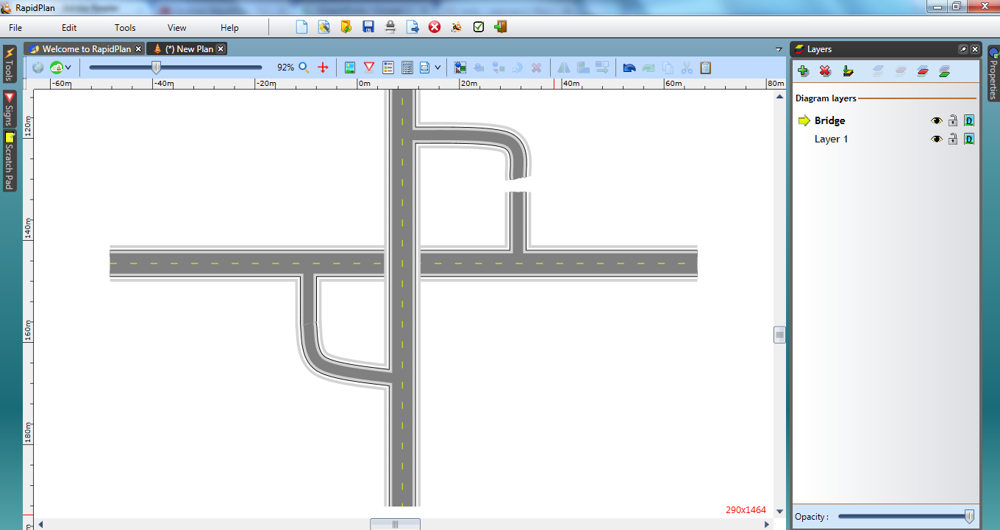 RapidPlan
File Edit Tools View Help
Welcome to RapidPlan (*) New Plan
92%
-60m -40m -20m 0m 20m 40m 60m 80m
120m
140m
160m
180m
Tools
Signs
Scratch Pad
290x1464
Layers
Diagram layers
Bridge D
Layer 1 D
Opacity :
Properties